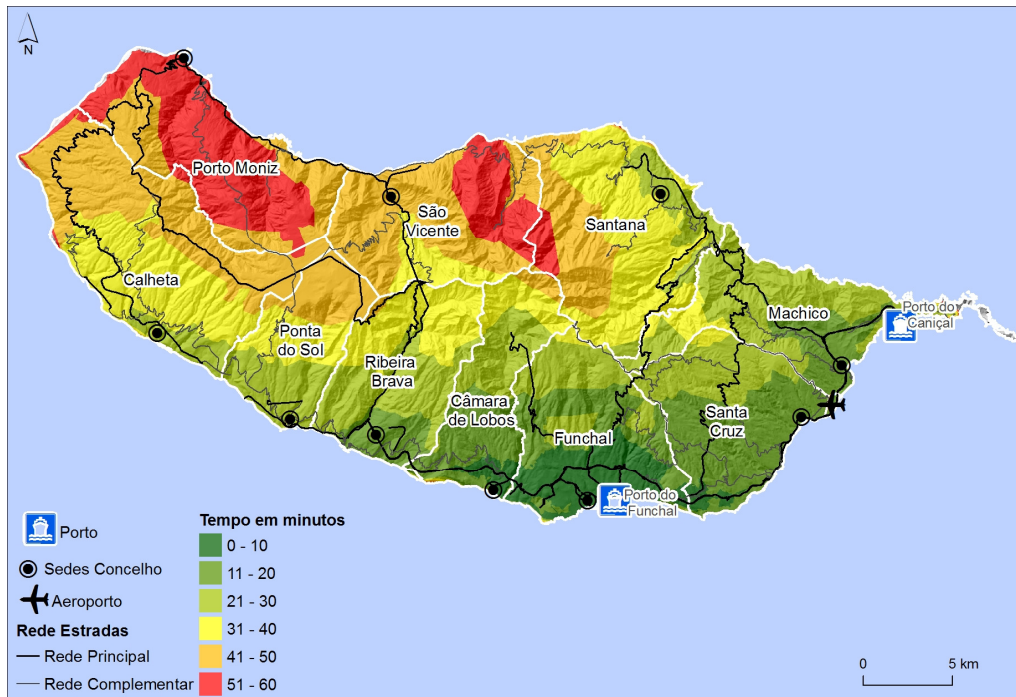 N
Porto Moniz
São
Vicente
Santana
Calheta
Ponta
do Sol
Ribeira
Brava
Câmara
de Lobos
Funchal
Santa
Cruz
Machico
Porto do
Caniçal
Porto do
Funchal
Porto
Sedes Concelho
Aeroporto
Rede Estradas
Rede Principal
Rede Complementar
Tempo em minutos
0 - 10
11 - 20
21 - 30
31 - 40
41 - 50
51 - 60
0 5 km